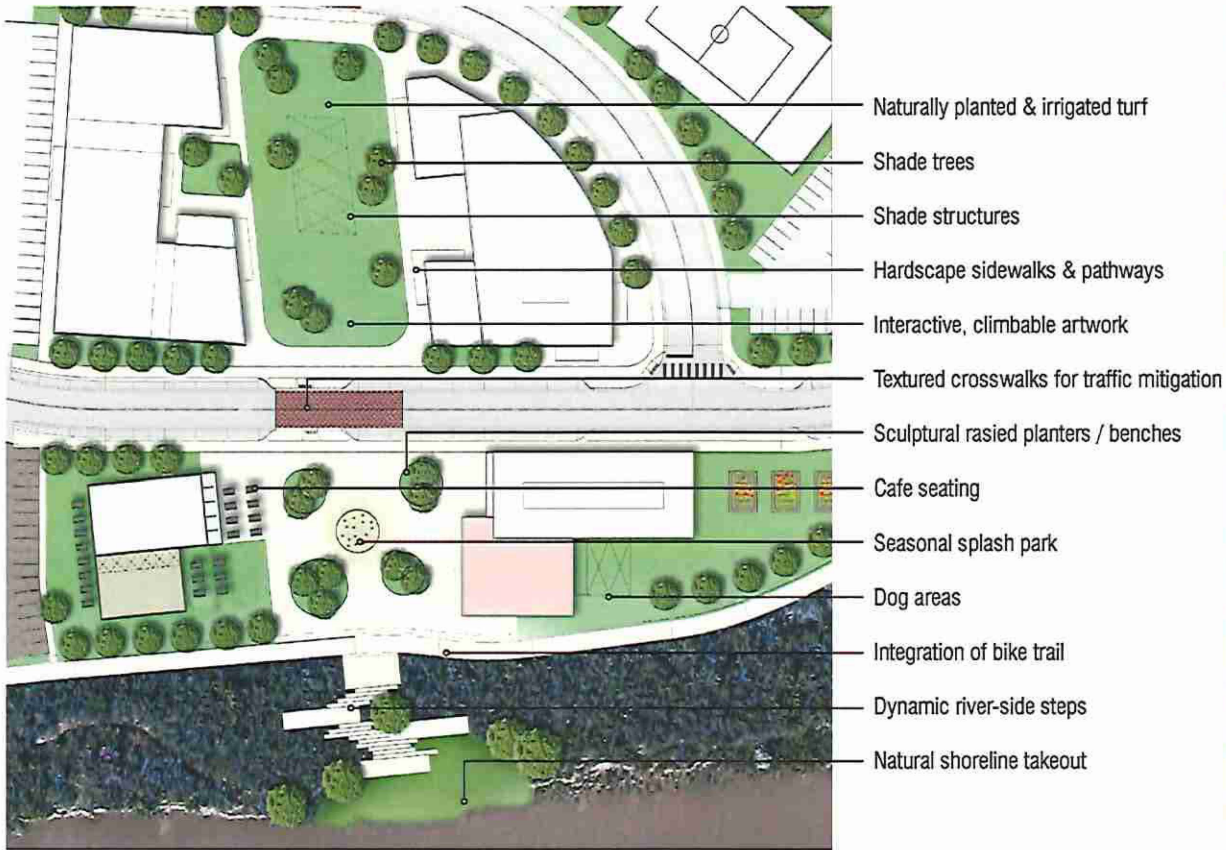 Naturally planted & irrigated turf
Shade trees
Shade structures
Hardscape sidewalks & pathways
Interactive, climbable artwork
Textured crosswalks for traffic mitigation
Sculptural rasied planters / benches
Cafe seating
Seasonal splash park
Dog areas
Integration of bike trail
Dynamic river-side steps
Natural shoreline takeout